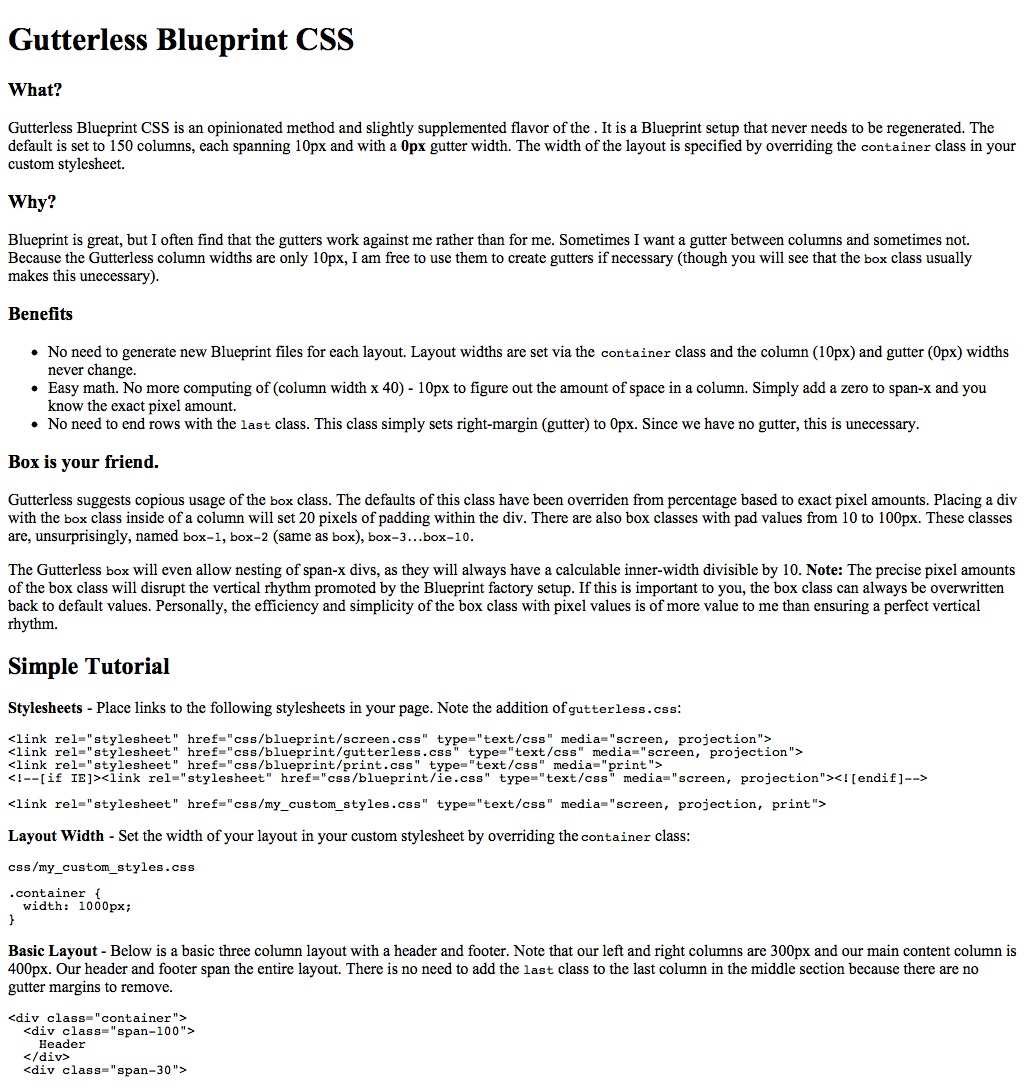 Gutterless Blueprint CSS
What?
Gutterless Blueprint CSS is an opinionated method and slightly supplemented flavor of the . It is a Blueprint setup that never needs to be regenerated. The
default is set to 150 columns, each spanning 10px and with a 0px gutter width. The width of the layout is specified by overriding the container class in your
custom stylesheet.
Why?
Blueprint is great, but I often find that the gutters work against me rather than for me. Sometimes I want a gutter between columns and sometimes not.
Because the Gutterless column widths are only 10px, I am free to use them to create gutters if necessary (though you will see that the box class usually
makes this unecessary).
Benefits
• No need to generate new Blueprint files for each layout. Layout widths are set via the container class and the column (10px) and gutter (0px) widths
never change.
• Easy math. No more computing of (column width x 40) - 10px to figure out the amount of space in a column. Simply add a zero to span-x and you
know the exact pixel amount.
• No need to end rows with the last class. This class simply sets right-margin (gutter) to 0px. Since we have no gutter, this is unecessary.
Box is your friend.
Gutterless suggests copious usage of the box class. The defaults of this class have been overriden from percentage based to exact pixel amounts. Placing a div
with the box class inside of a column will set 20 pixels of padding within the div. There are also box classes with pad values from 10 to 100px. These classes
are, unsurprisingly, named box-1, box-2 (same as box), box-3...box-10.
The Gutterless box will even allow nesting of span-x divs, as they will always have a calculable inner-width divisible by 10. Note: The precise pixel amounts
of the box class will disrupt the vertical rhythm promoted by the Blueprint factory setup. If this is important to you, the box class can always be overwritten
back to default values. Personally, the efficiency and simplicity of the box class with pixel values is of more value to me than ensuring a perfect vertical
rhythm.
Simple Tutorial
Stylesheets - Place links to the following stylesheets in your page. Note the addition of gutterless.css:
<link rel="stylesheet" href="css/blueprint/screen.css" type="text/css" media="screen, projection">
<link rel="stylesheet" href="css/blueprint/gutterless.css" type="text/css" media="screen, projection">
<link rel="stylesheet" href="css/blueprint/print.css" type="text/css" media="print">
<!--[if IE]><link rel="stylesheet" href="css/blueprint/ie.css" type="text/css" media="screen, projection"><![endif]-->
<link rel="stylesheet" href="css/my_custom_styles.css" type="text/css" media="screen, projection, print">
Layout Width - Set the width of your layout in your custom stylesheet by overriding the container class:
css/my_custom_styles.css
.container {
width: 1000px;
}
Basic Layout - Below is a basic three column layout with a header and footer. Note that our left and right columns are 300px and our main content column is
400px. Our header and footer span the entire layout. There is no need to add the last class to the last column in the middle section because there are no
gutter margins to remove.
<div class="container">
<div class="span-100">
Header
</div>
<div class="span-30">